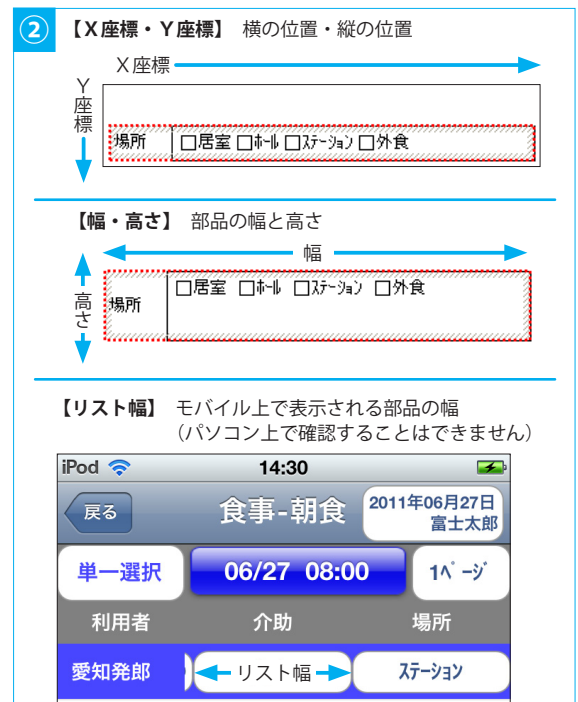 ② 【X座標・Y座標】 横の位置・縦の位置
X座標
Y座標
場所 □居室 □ﾎｰﾙ □ｽﾃｰｼｮﾝ □外食
【幅・高さ】 部品の幅と高さ
幅
高さ
場所 □居室 □ﾎｰﾙ □ｽﾃｰｼｮﾝ □外食
【リスト幅】 モバイル上で表示される部品の幅
（パソコン上で確認することはできません）
iPod 14:30
戻る 食事-朝食 2011年06月27日
富士太郎
単一選択 06/27 08:00 1ﾍﾟｰｼﾞ
利用者 介助 場所
愛知発郎 リスト幅 ｽﾃｰｼｮﾝ